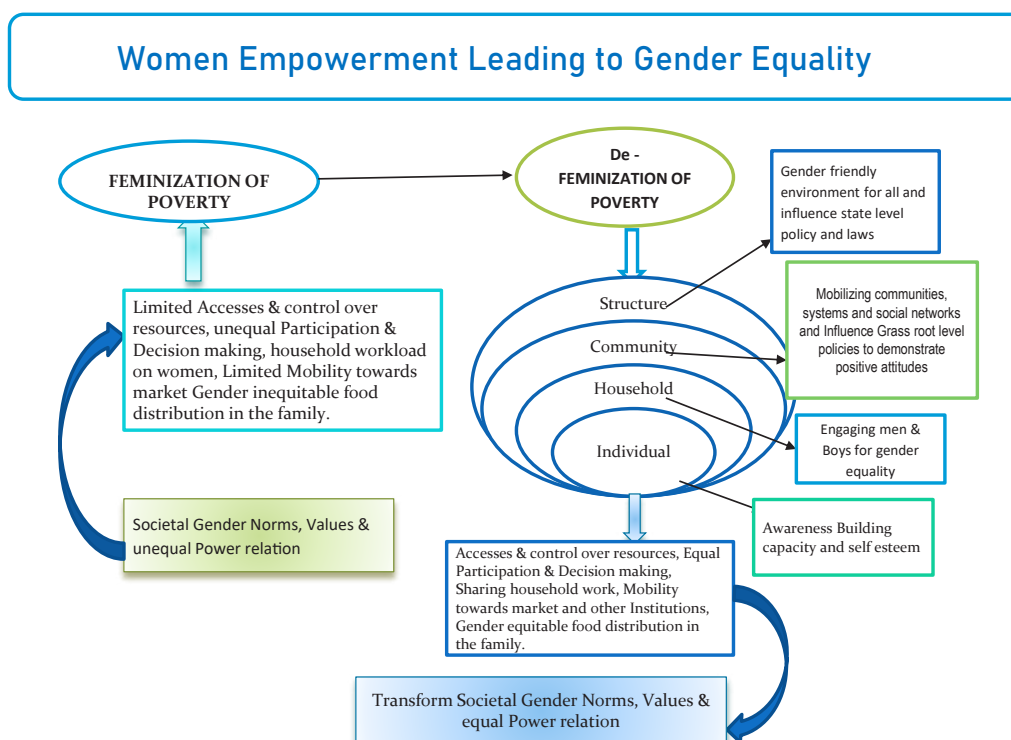 Women Empowerment Leading to Gender Equality
FEMINIZATION OF
POVERTY
De -
FEMINIZATION OF
POVERTY
Gender friendly
environment for all and
influence state level
policy and laws
Limited Accesses & control over
resources, unequal Participation &
Decision making, household workload
on women, Limited Mobility towards
market Gender inequitable food
distribution in the family.
Structure
Community
Household
Individual
Mobilizing communities,
systems and social networks
and Influence Grass root level
policies to demonstrate
positive attitudes
Engaging men &
Boys for gender
equality
Societal Gender Norms, Values &
unequal Power relation
Awareness Building
capacity and self esteem
Accesses & control over resources, Equal
Participation & Decision making,
Sharing household work, Mobility
towards market and other Institutions,
Gender equitable food distribution in
the family.
Transform Societal Gender Norms, Values &
equal Power relation